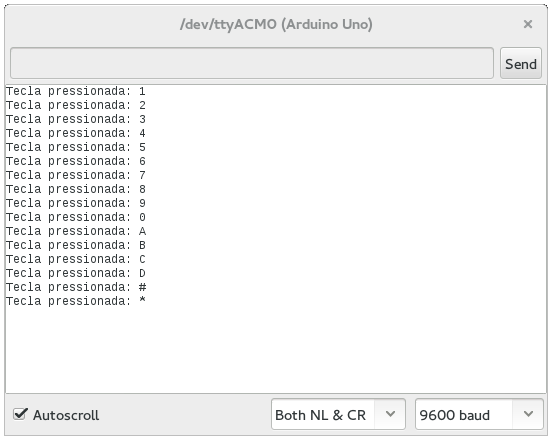 /dev/ttyACM0 (Arduino Uno)
Send
Tecla pressionada: 1
Tecla pressionada: 2
Tecla pressionada: 3
Tecla pressionada: 4
Tecla pressionada: 5
Tecla pressionada: 6
Tecla pressionada: 7
Tecla pressionada: 8
Tecla pressionada: 9
Tecla pressionada: 0
Tecla pressionada: A
Tecla pressionada: B
Tecla pressionada: C
Tecla pressionada: D
Tecla pressionada: #
Tecla pressionada: *
Autoscroll Both NL & CR 9600 baud